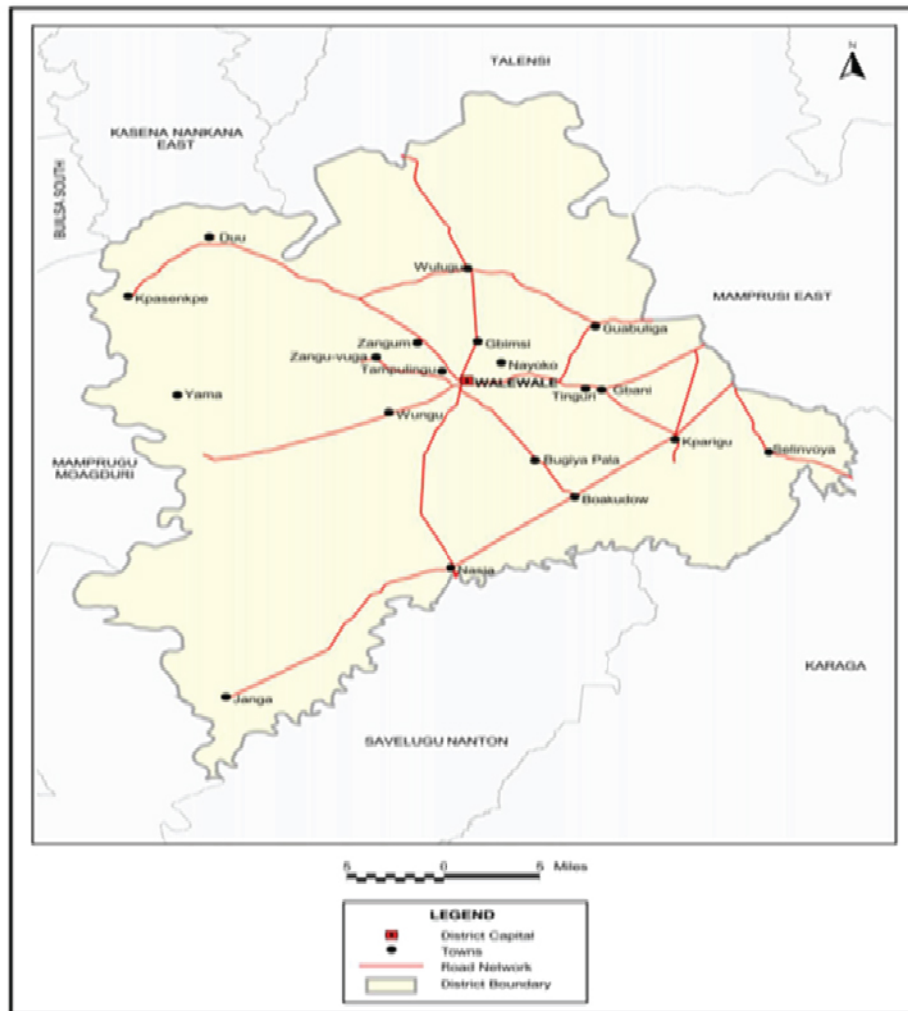 TALENSI
N
KASENA NANKANA
EAST
BUILSA SOUTH
Duu
Wulugu
Kpasenkpe
MAMPRUSI EAST
Guabuliga
Zangum
Gbimsi
Zangu-vuga
Nayoko
Tampulingu
WALEWALE
Yama
Tinguri
Gbani
Wungu
Kparigu
MAMPRUGU
MOAGDURI
Bugiya Pala
Selinvoya
Boakudow
Nasia
KARAGA
Janga
SAVELUGU NANTON
5 0 5 Miles
LEGEND
District Capital
Towns
Road Network
District Boundary